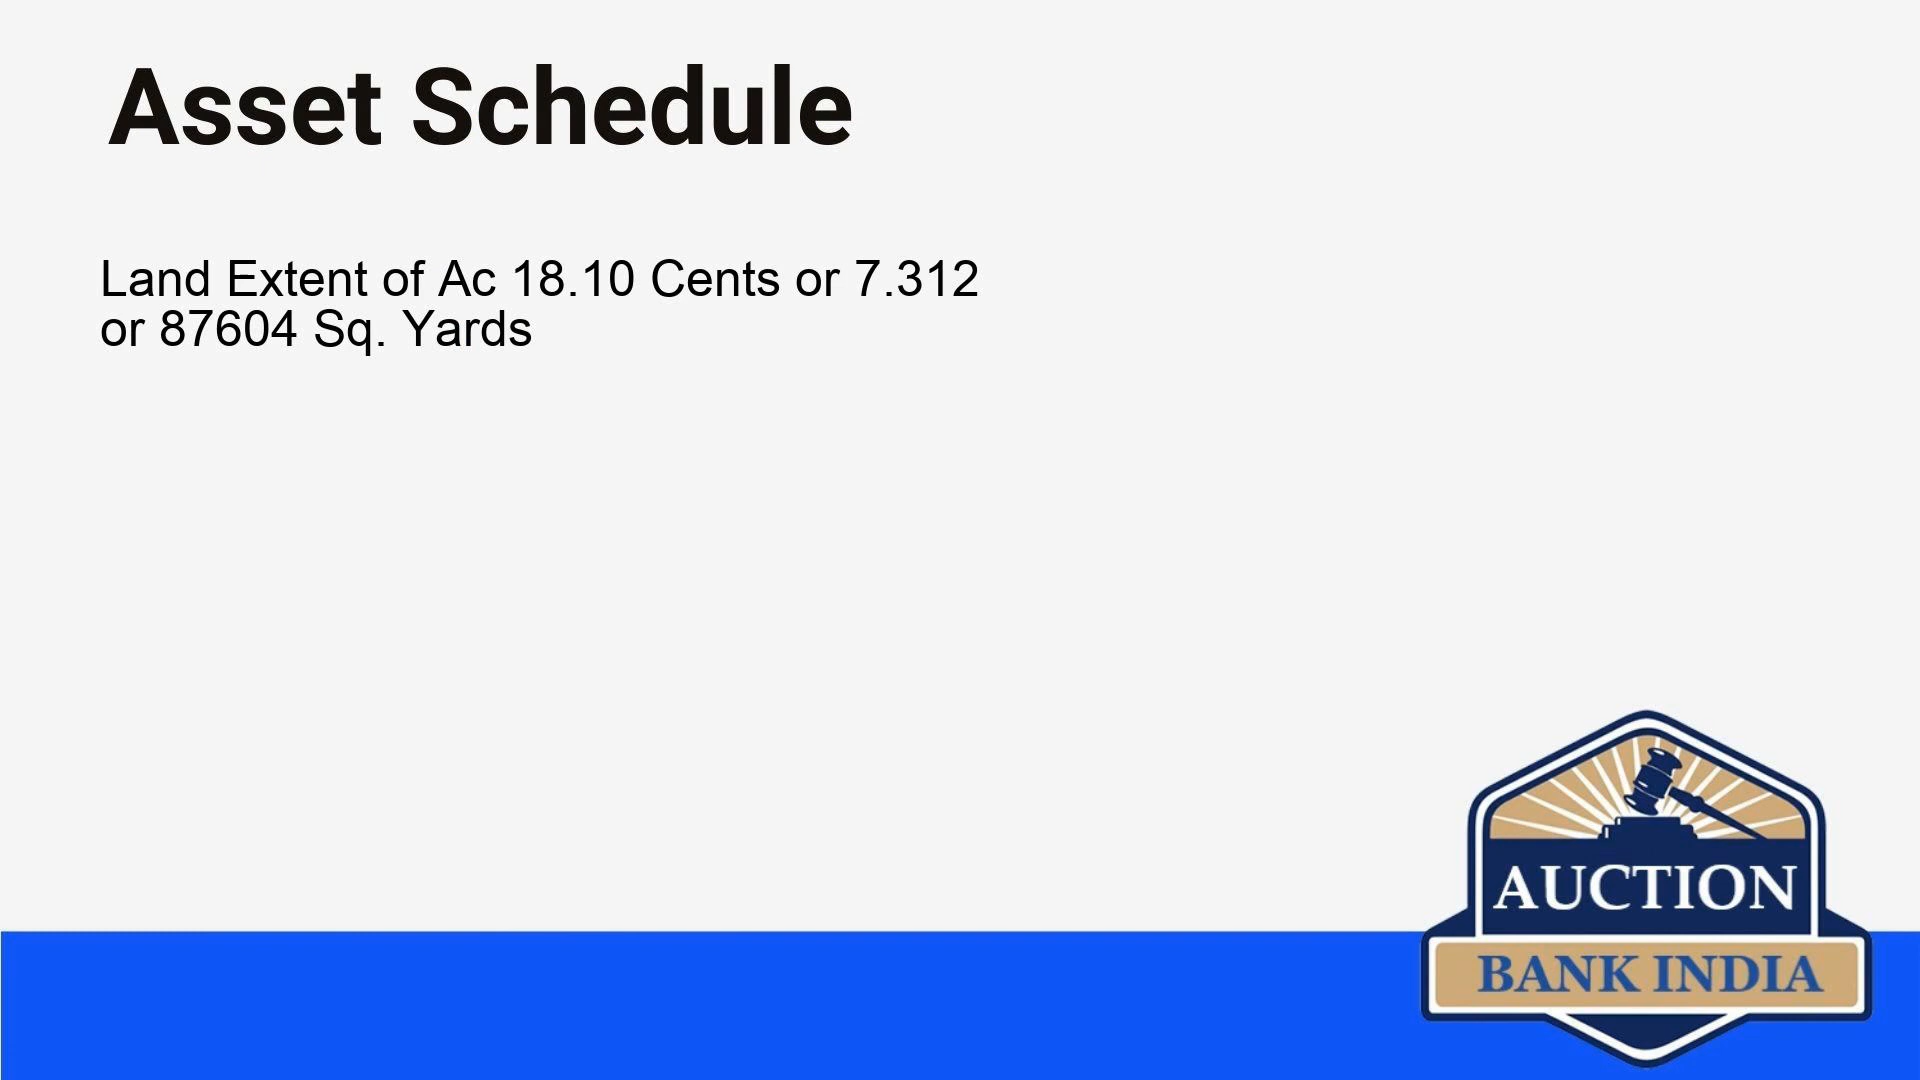 Asset Schedule
Land Extent of Ac 18.10 Cents or 7.312
or 87604 Sq. Yards
AUCTION
BANK INDIA